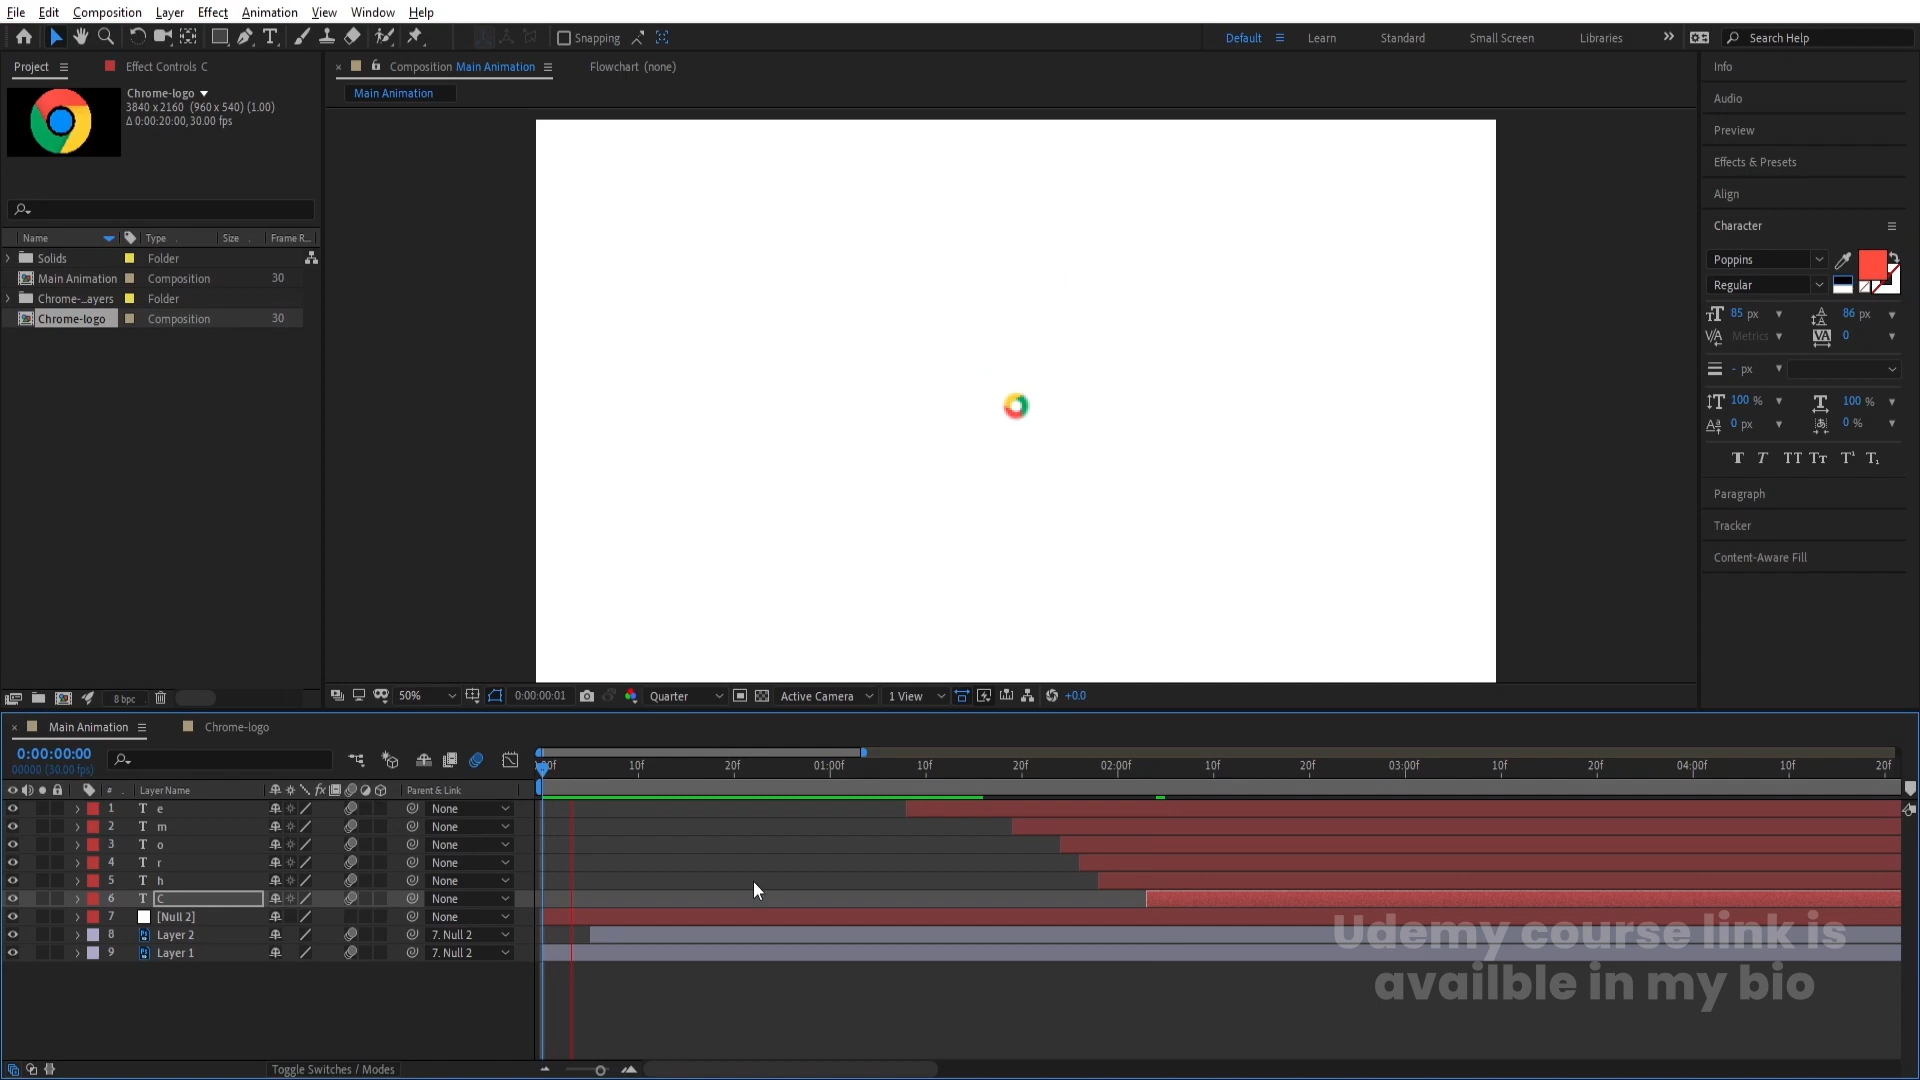 File Edit Composition Layer Effect Animation View Window Help
Snapping
Default Learn Standard Small Screen Libraries Search Help
Project Effect Controls C
Composition Main Animation Flowchart (none)
Main Animation
Chrome-logo
3840 x 2160 (960 x 540) (1.00)
Δ 0:00:20:00, 30.00 fps
Name Type Size Frame R...
Solids Folder
Main Animation Composition 30
Chrome-_ayers Folder
Chrome-logo Composition 30
8 bpc
50% 0:00:00:01 Quarter Active Camera 1 View +0.0
Info
Audio
Preview
Effects & Presets
Align
Character
Poppins
Regular
85 px 86 px
Metrics 0
- px
100 % 100 %
0 px 0 %
Paragraph
Tracker
Content-Aware Fill
Main Animation Chrome-logo
0:00:00:00
00000 (30.00 fps)
10f 20f 01:00f 10f 20f 02:00f 10f 20f 03:00f 10f 20f 04:00f 10f 20f
# Layer Name fx Parent & Link
1 T e None
2 T m None
3 T o None
4 T r None
5 T h None
6 T C None
7 [Null 2] None
8 Layer 2 7. Null 2
9 Layer 1 7. Null 2
Udemy course link is
availble in my bio
Toggle Switches / Modes